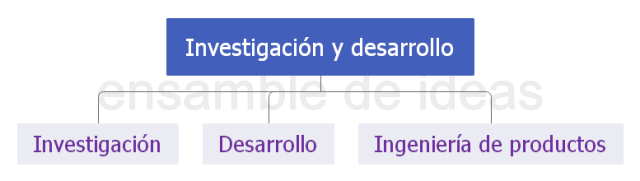 Investigación y desarrollo
ensamble de ideas
Investigación
Desarrollo
Ingeniería de productos